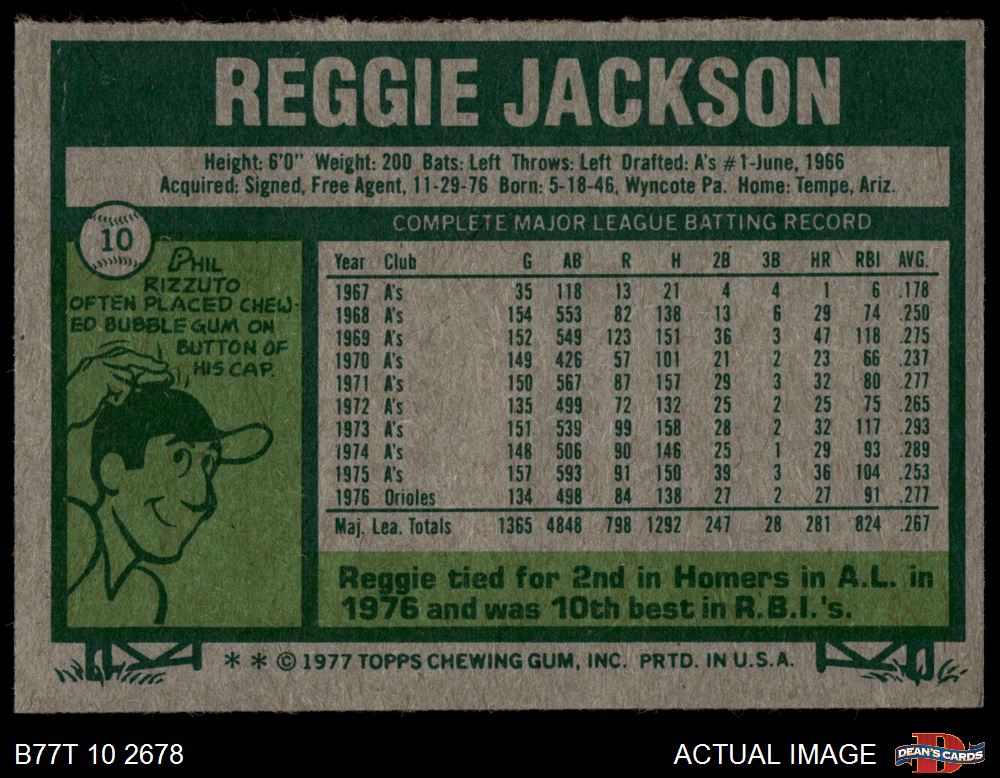 REGGIE JACKSON
Height: 6'0" Weight: 200 Bats: Left Throws: Left Drafted: A's #1-June, 1966
Acquired: Signed, Free Agent, 11-29-76 Born: 5-18-46, Wyncote Pa. Home: Tempe, Ariz.
10
PHIL
RIZZUTO
OFTEN PLACED CHEW-
ED BUBBLE GUM ON
BUTTON OF
HIS CAP.
COMPLETE MAJOR LEAGUE BATTING RECORD
Year Club G AB R H 2B 3B HR RBI AVG.
1967 A's 35 118 13 21 4 4 1 6 .178
1968 A's 154 553 82 138 13 6 29 74 .250
1969 A's 152 549 123 151 36 3 47 118 .275
1970 A's 149 426 57 101 21 2 23 66 .237
1971 A's 150 567 87 157 29 3 32 80 .277
1972 A's 135 499 72 132 25 2 25 75 .265
1973 A's 151 539 99 158 28 2 32 117 .293
1974 A's 148 506 90 146 25 1 29 93 .289
1975 A's 157 593 91 150 39 3 36 104 .253
1976 Orioles 134 498 84 138 27 2 27 91 .277
Maj. Lea. Totals 1365 4848 798 1292 247 28 281 824 .267
Reggie tied for 2nd in Homers in A.L. in
1976 and was 10th best in R.B.I.'s.
* * © 1977 TOPPS CHEWING GUM, INC. PRTD. IN U.S.A.
B77T 10 2678
ACTUAL IMAGE
D
DEAN'S CARDS